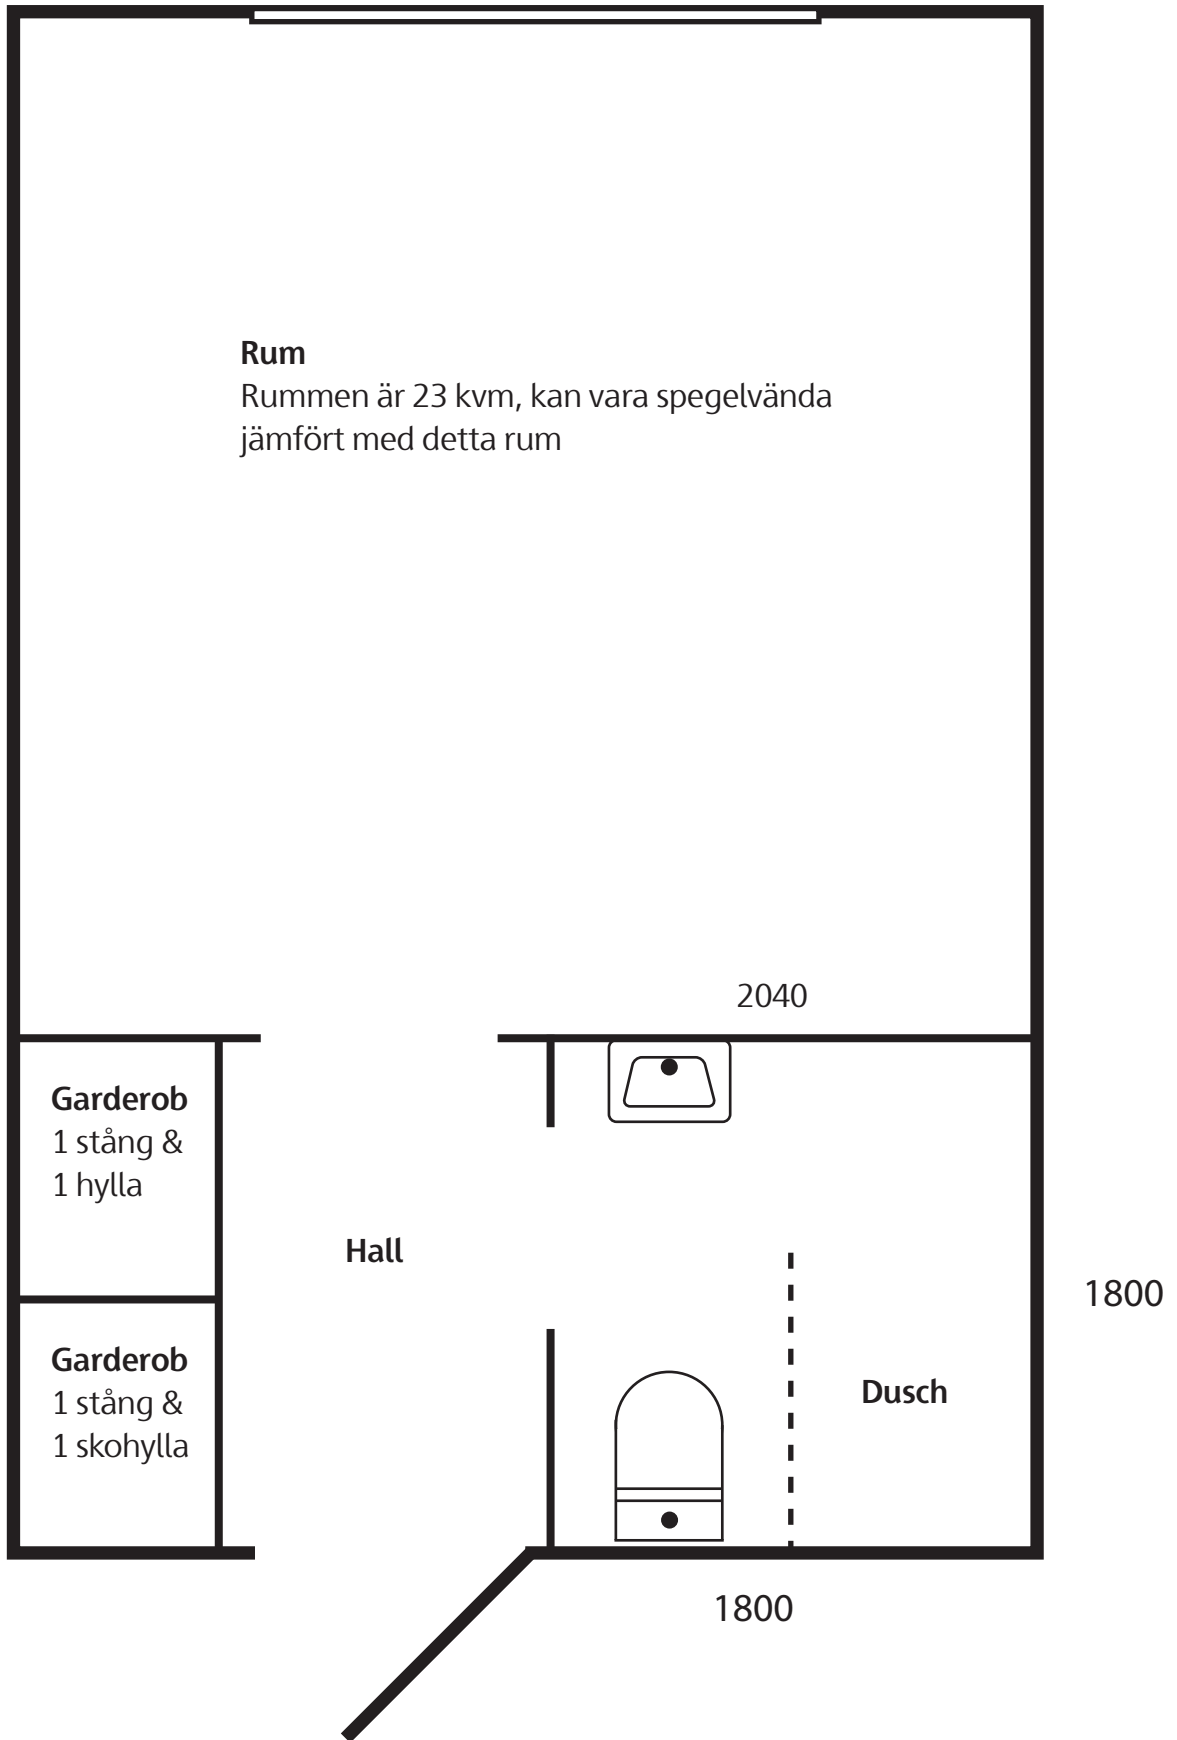 Rum
Rummen är 23 kvm, kan vara spegelvända
jämfört med detta rum
2040
Garderob
1 stång &
1 hylla
Hall
1800
Garderob
1 stång &
1 skohylla
Dusch
1800